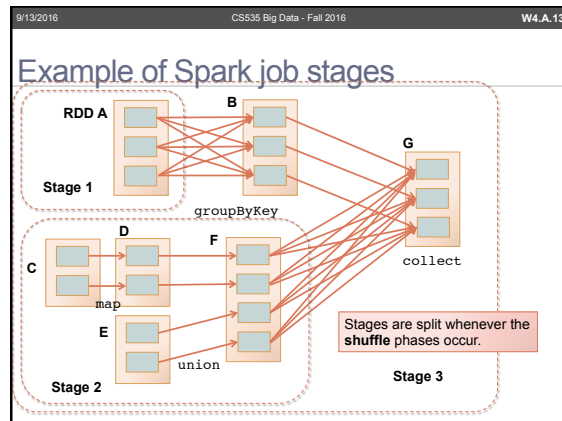 9/13/2016 CS535 Big Data - Fall 2016 W4.A.13
Example of Spark job stages
RDD A
B
G
Stage 1
groupByKey
collect
D
F
C
map
E
union
Stage 2
Stages are split whenever the
shuffle phases occur.
Stage 3